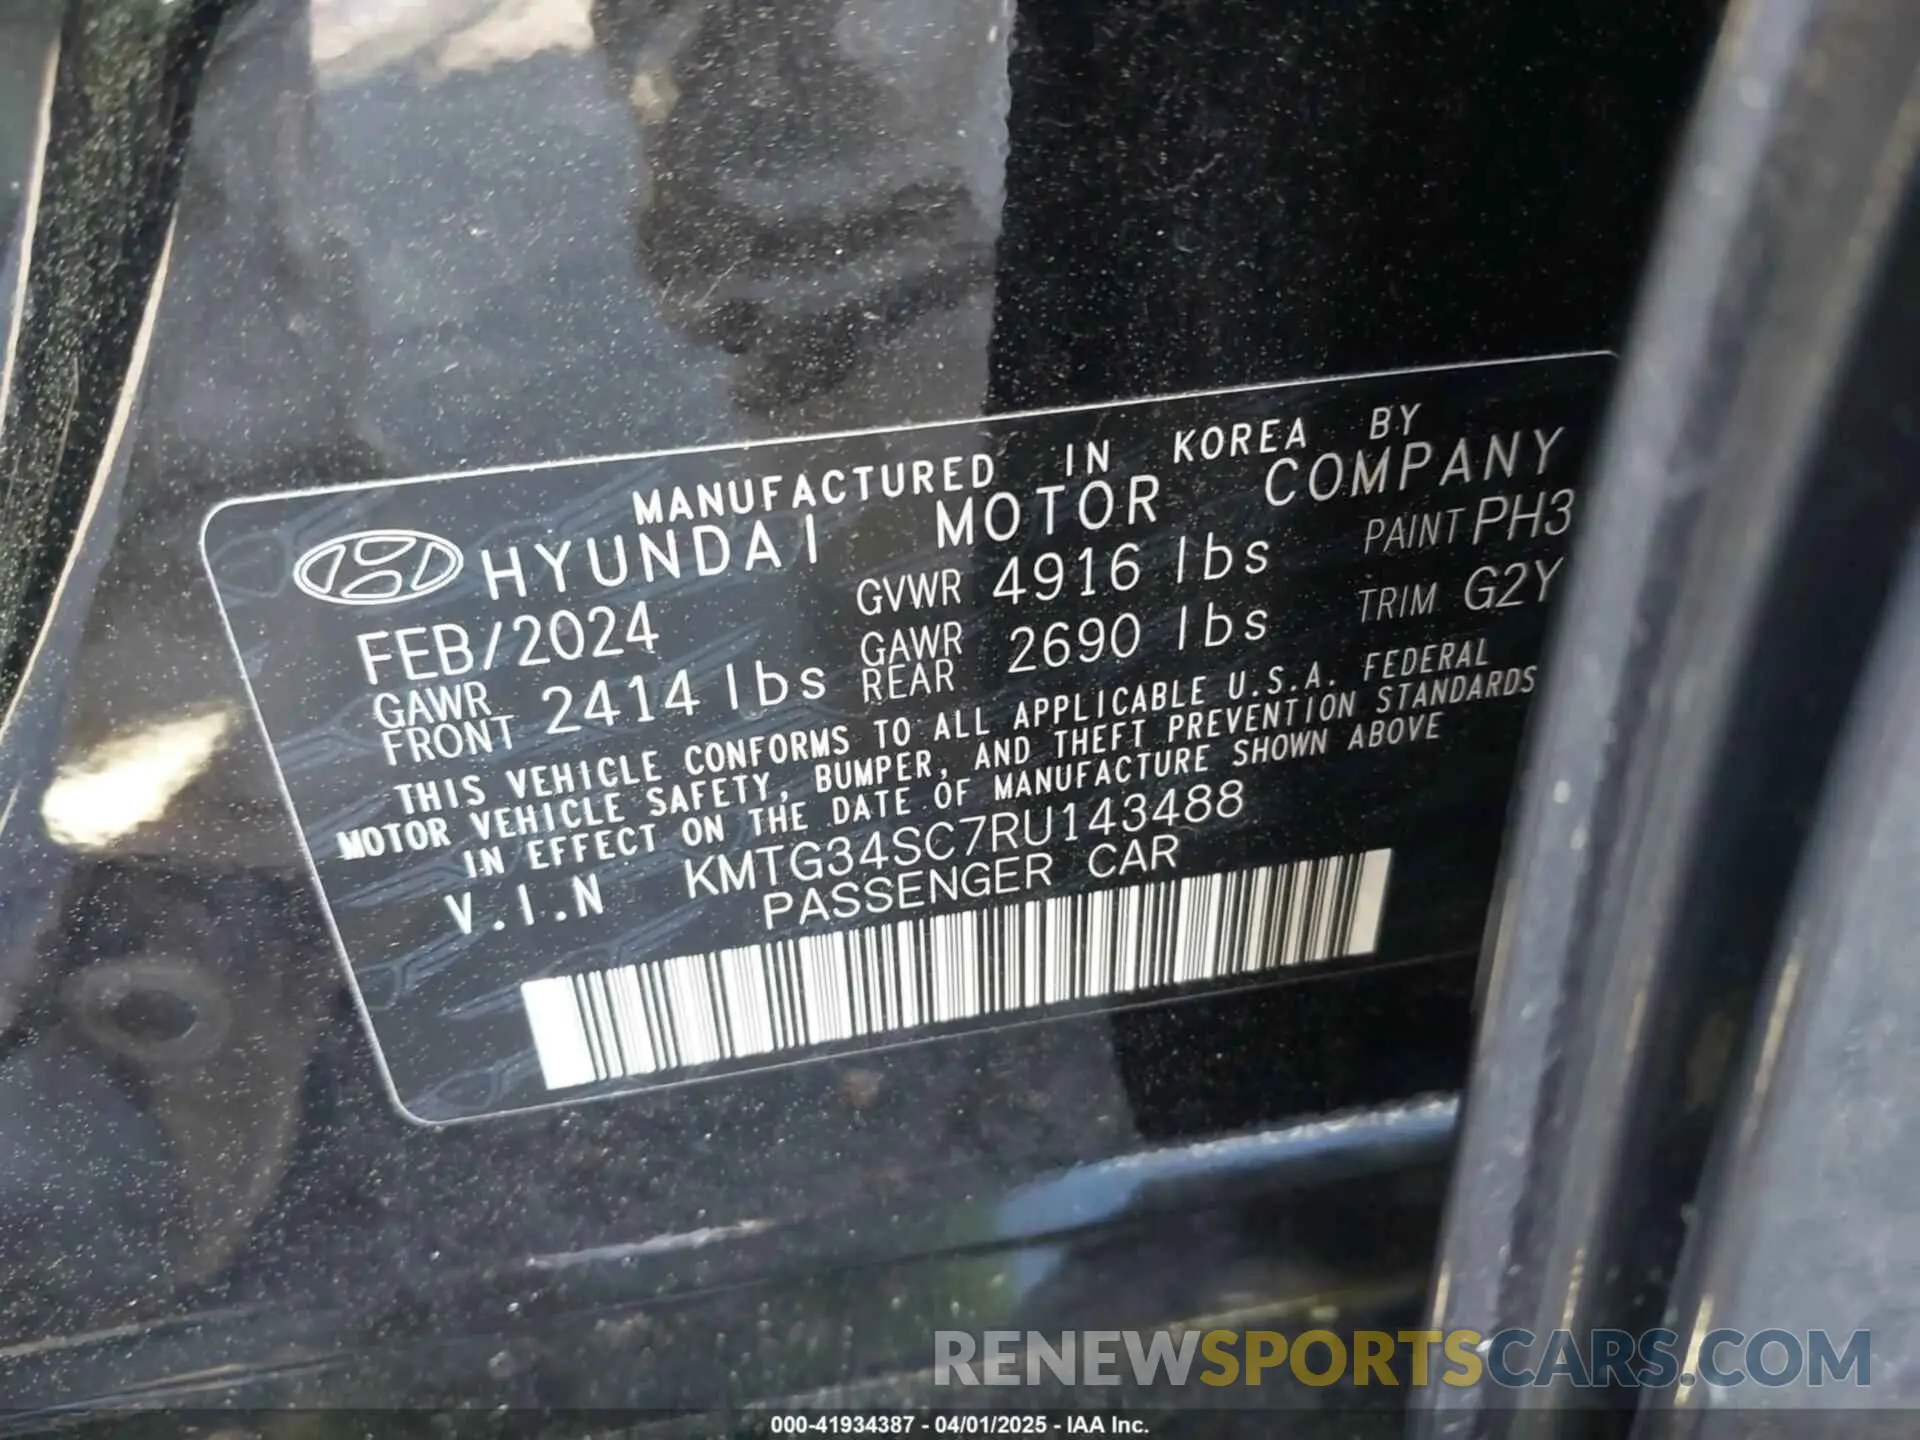 MANUFACTURED IN KOREA BY
HYUNDAI MOTOR COMPANY
FEB/2024 GVWR 4916 lbs PAINT PH3
GAWR FRONT 2414 lbs GAWR REAR 2690 lbs TRIM G2Y
THIS VEHICLE CONFORMS TO ALL APPLICABLE U.S.A. FEDERAL
MOTOR VEHICLE SAFETY, BUMPER, AND THEFT PREVENTION STANDARDS
IN EFFECT ON THE DATE OF MANUFACTURE SHOWN ABOVE
V.I.N KMTG34SC7RU143488
PASSENGER CAR
RENEWSPORTSCARS.COM
000-41934387 - 04/01/2025 - IAA Inc.